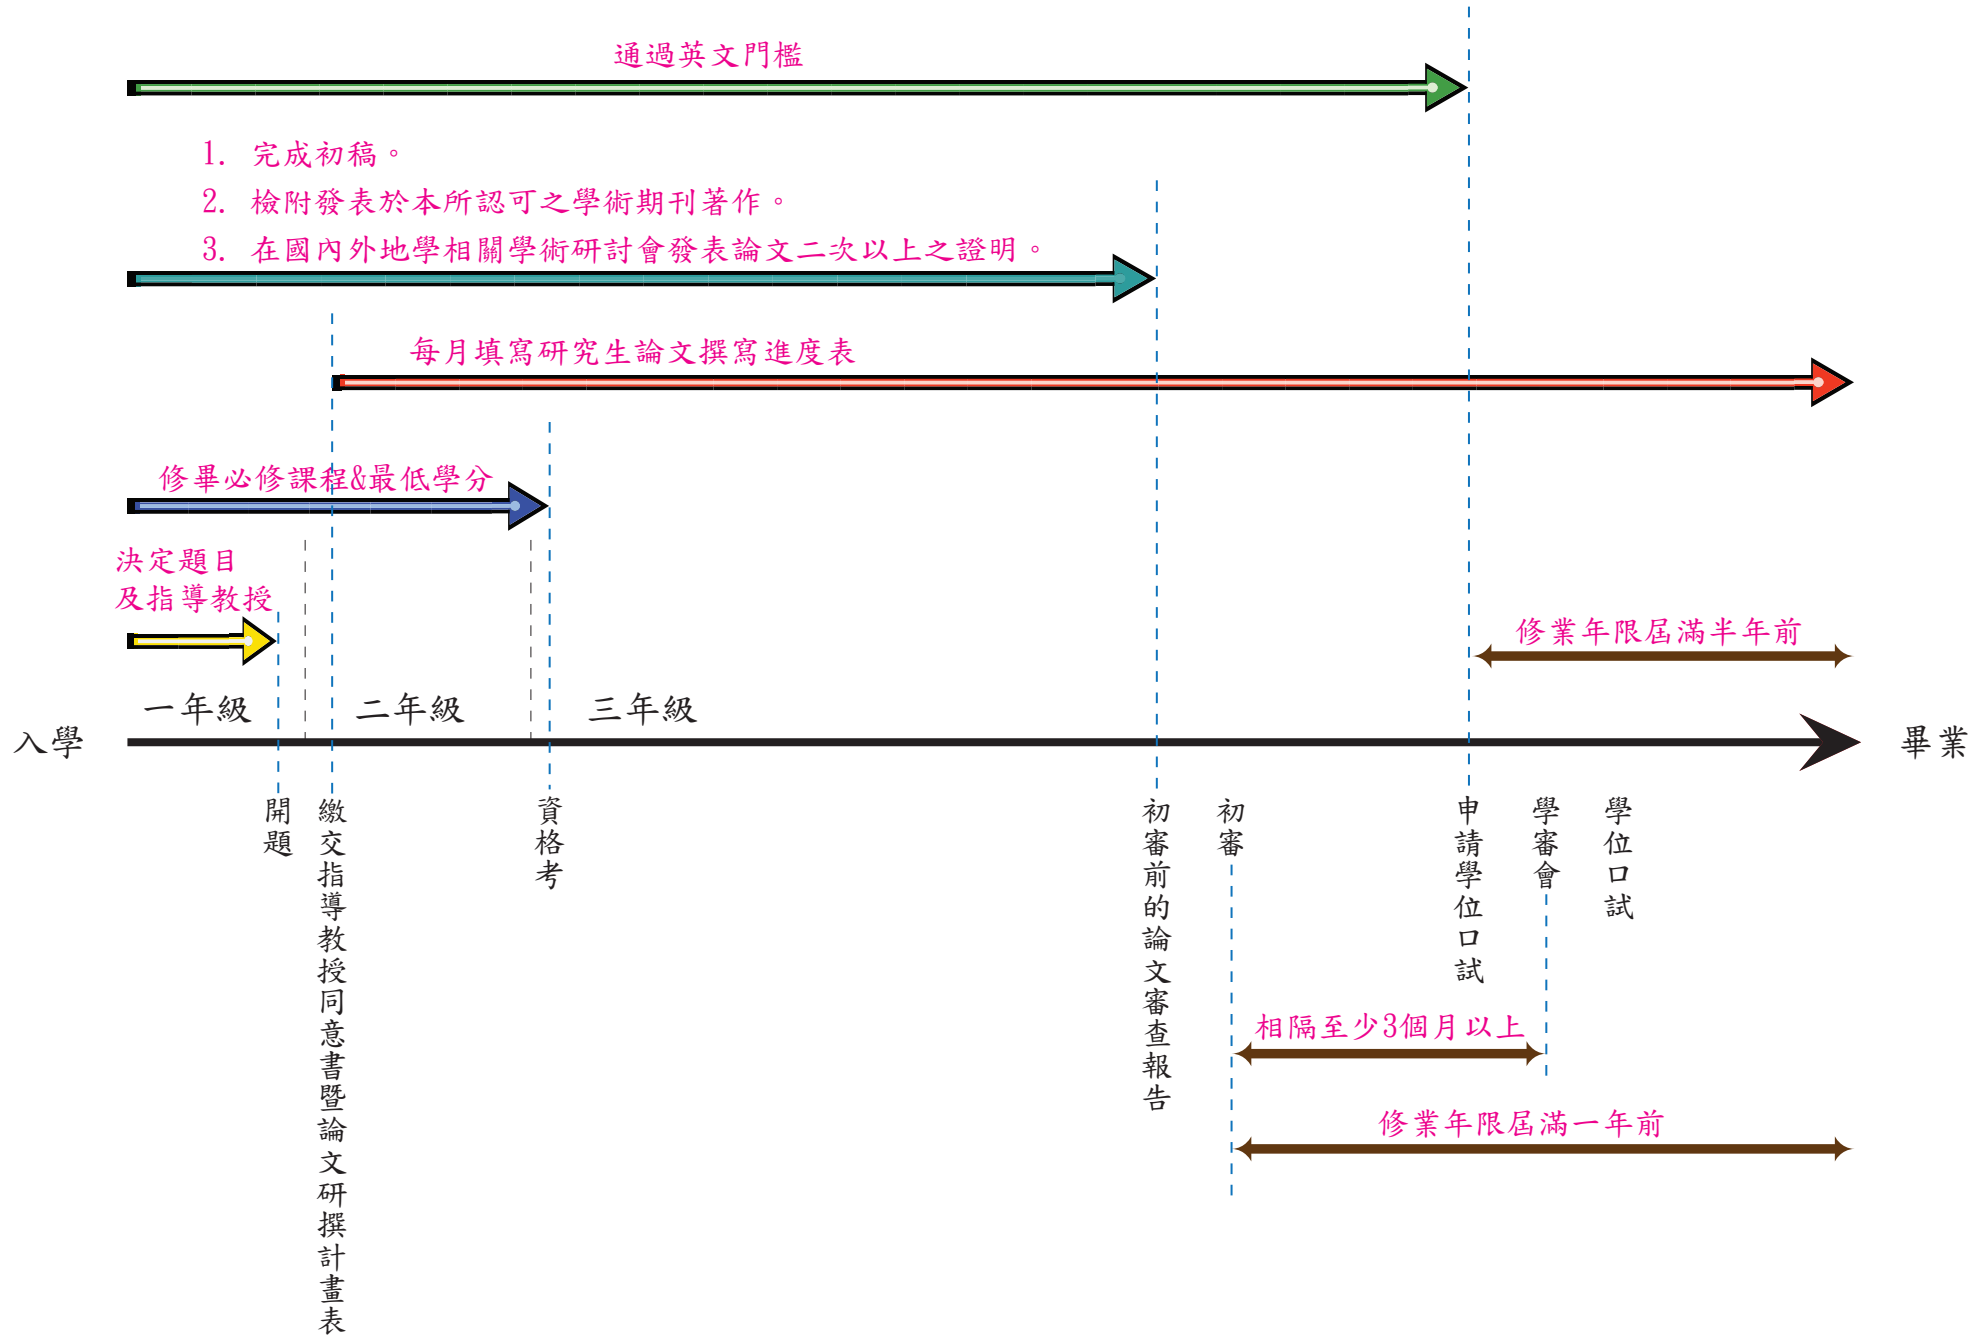 通過英文門檻
1. 完成初稿。
2. 檢附發表於本所認可之學術期刊著作。
3. 在國內外地學相關學術研討會發表論文二次以上之證明。
每月填寫研究生論文撰寫進度表
修畢必修課程&最低學分
決定題目
及指導教授
修業年限屆滿半年前
一年級
二年級
三年級
入學
畢業
開題
繳交指導教授同意書暨論文研撰計畫表
資格考
初審前的論文審查報告
初審
申請學位口試
學審會
學位口試
相隔至少3個月以上
修業年限屆滿一年前